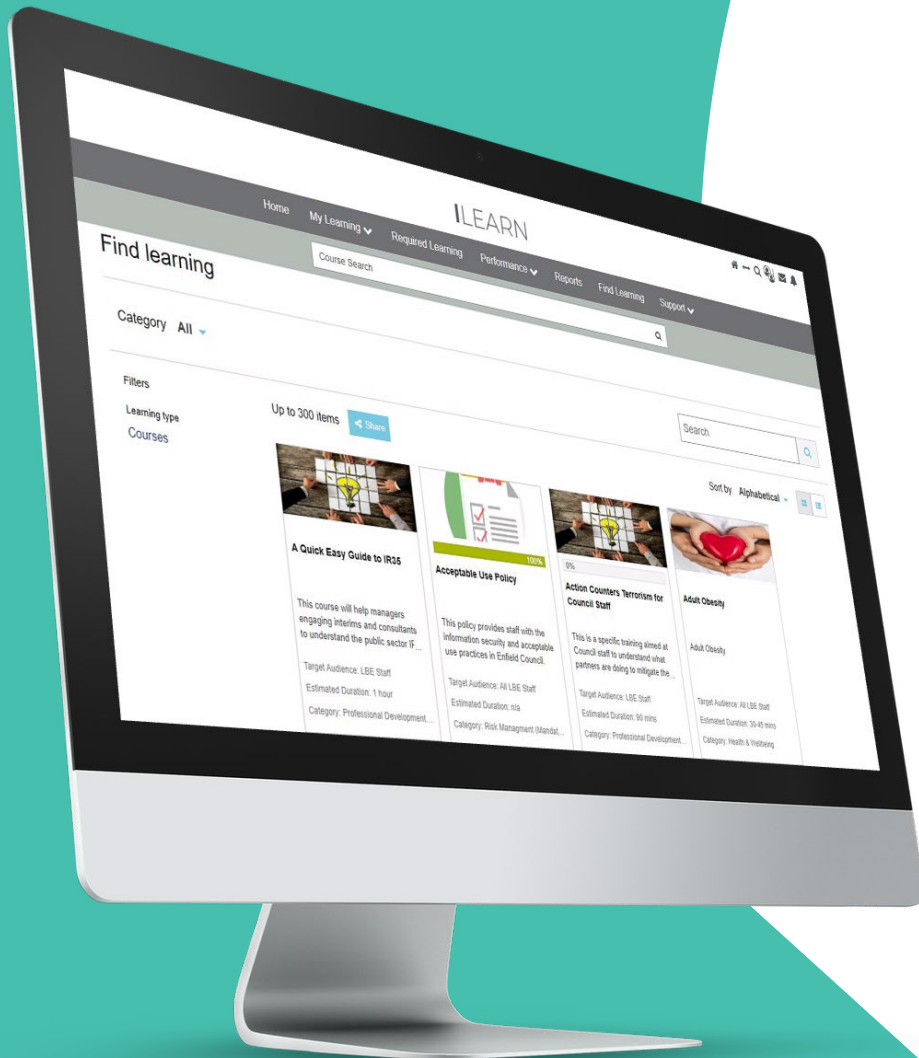 ILEARN
Home My Learning Required Learning Performance Reports Find Learning Support
Course Search
Find learning
Category All
Filters
Learning type
Courses
Up to 300 items Share
Search
Sort by Alphabetical
A Quick Easy Guide to IR35
This course will help managers
engaging interims and consultants
to understand the public sector IF...
Target Audience: LBE Staff
Estimated Duration: 1 hour
Category: Professional Development...
100%
Acceptable Use Policy
This policy provides staff with the
information security and acceptable
use practices in Enfield Council.
Target Audience: All LBE Staff
Estimated Duration: n/a
Category: Risk Managment (Mandat...
0%
Action Counters Terrorism for
Council Staff
This is a specific training aimed at
Council staff to understand what
partners are doing to mitigate the...
Target Audience: LBE Staff
Estimated Duration: 90 mins
Category: Professional Development...
Adult Obesity
Adult Obesity
Target Audience: All LBE Staff
Estimated Duration: 30-45 mins
Category: Health & Wellbeing